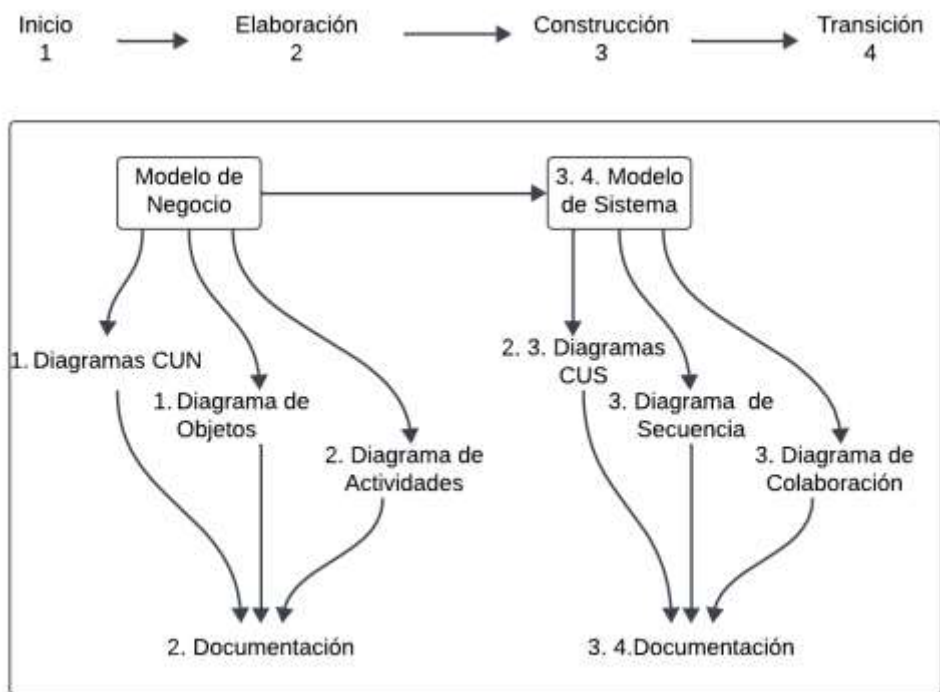 Inicio
1
Elaboración
2
Construcción
3
Transición
4
Modelo de
Negocio
3. 4. Modelo
de Sistema
1. Diagramas CUN
1. Diagrama de
Objetos
2. Diagrama de
Actividades
2. 3. Diagramas
CUS
3. Diagrama de
Secuencia
3. Diagrama de
Colaboración
2. Documentación
3. 4.Documentación